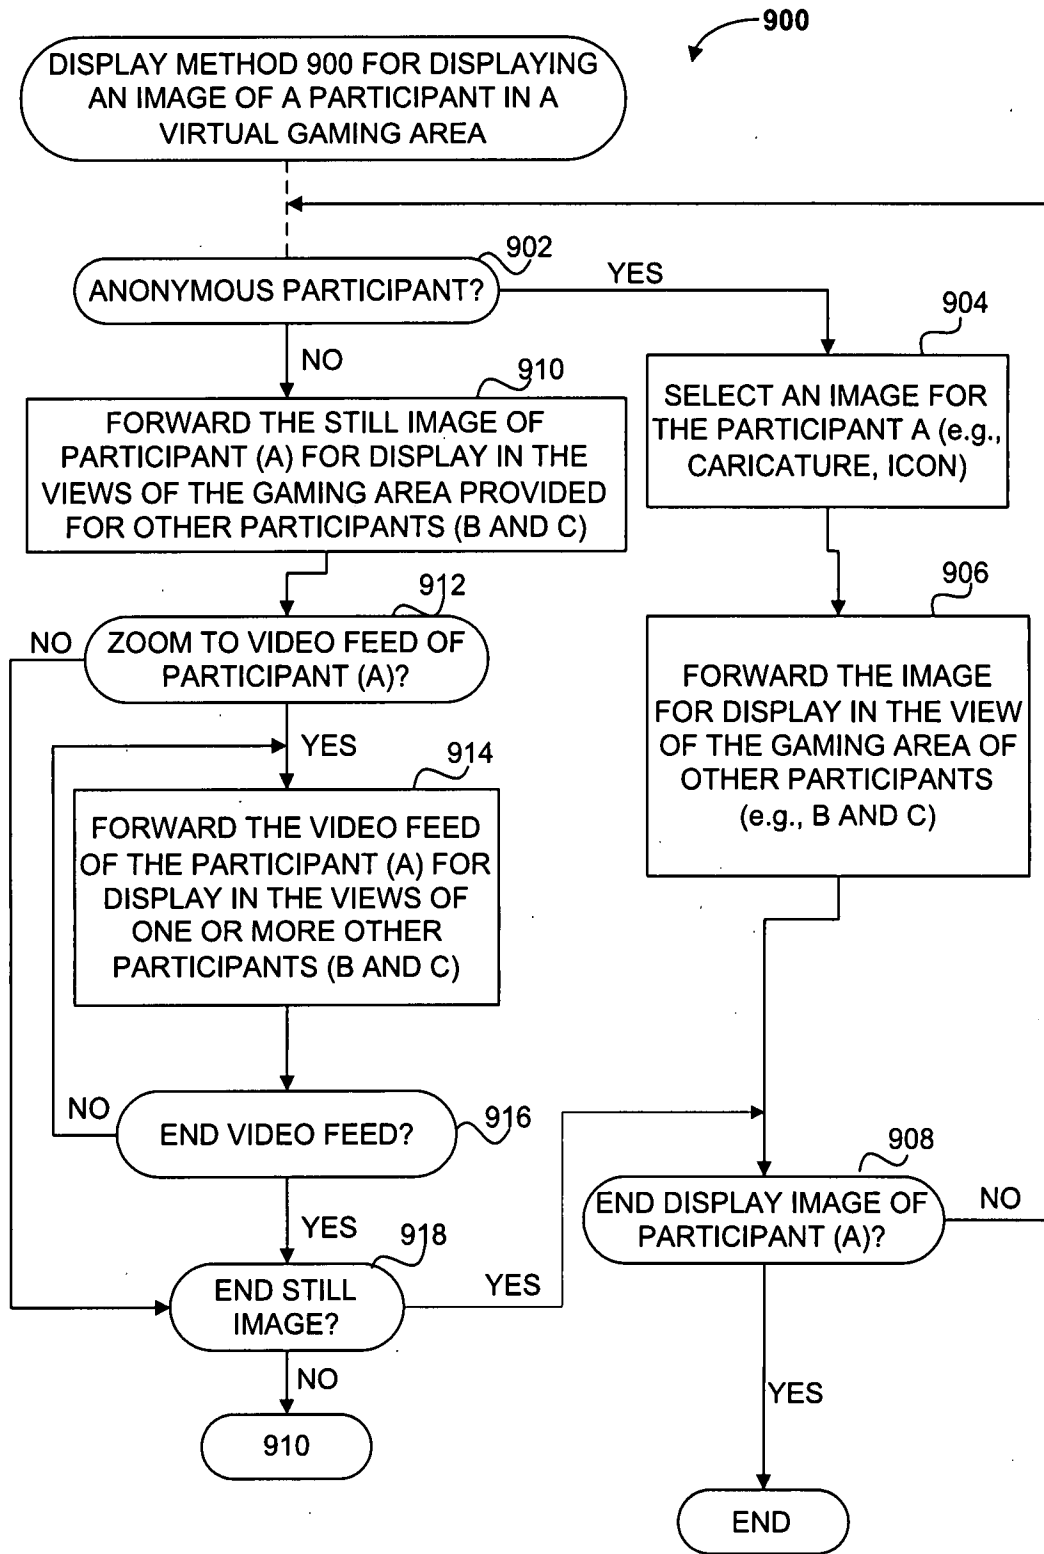 900
DISPLAY METHOD 900 FOR DISPLAYING
AN IMAGE OF A PARTICIPANT IN A
VIRTUAL GAMING AREA
902
ANONYMOUS PARTICIPANT?
YES
NO
904
SELECT AN IMAGE FOR
THE PARTICIPANT A (e.g.,
CARICATURE, ICON)
910
FORWARD THE STILL IMAGE OF
PARTICIPANT (A) FOR DISPLAY IN THE
VIEWS OF THE GAMING AREA PROVIDED
FOR OTHER PARTICIPANTS (B AND C)
906
FORWARD THE IMAGE
FOR DISPLAY IN THE VIEW
OF THE GAMING AREA OF
OTHER PARTICIPANTS
(e.g., B AND C)
912
NO
ZOOM TO VIDEO FEED OF
PARTICIPANT (A)?
YES
914
FORWARD THE VIDEO FEED
OF THE PARTICIPANT (A) FOR
DISPLAY IN THE VIEWS OF
ONE OR MORE OTHER
PARTICIPANTS (B AND C)
NO
END VIDEO FEED?
916
YES
908
END DISPLAY IMAGE OF
PARTICIPANT (A)?
NO
918
END STILL
IMAGE?
YES
NO
910
YES
END